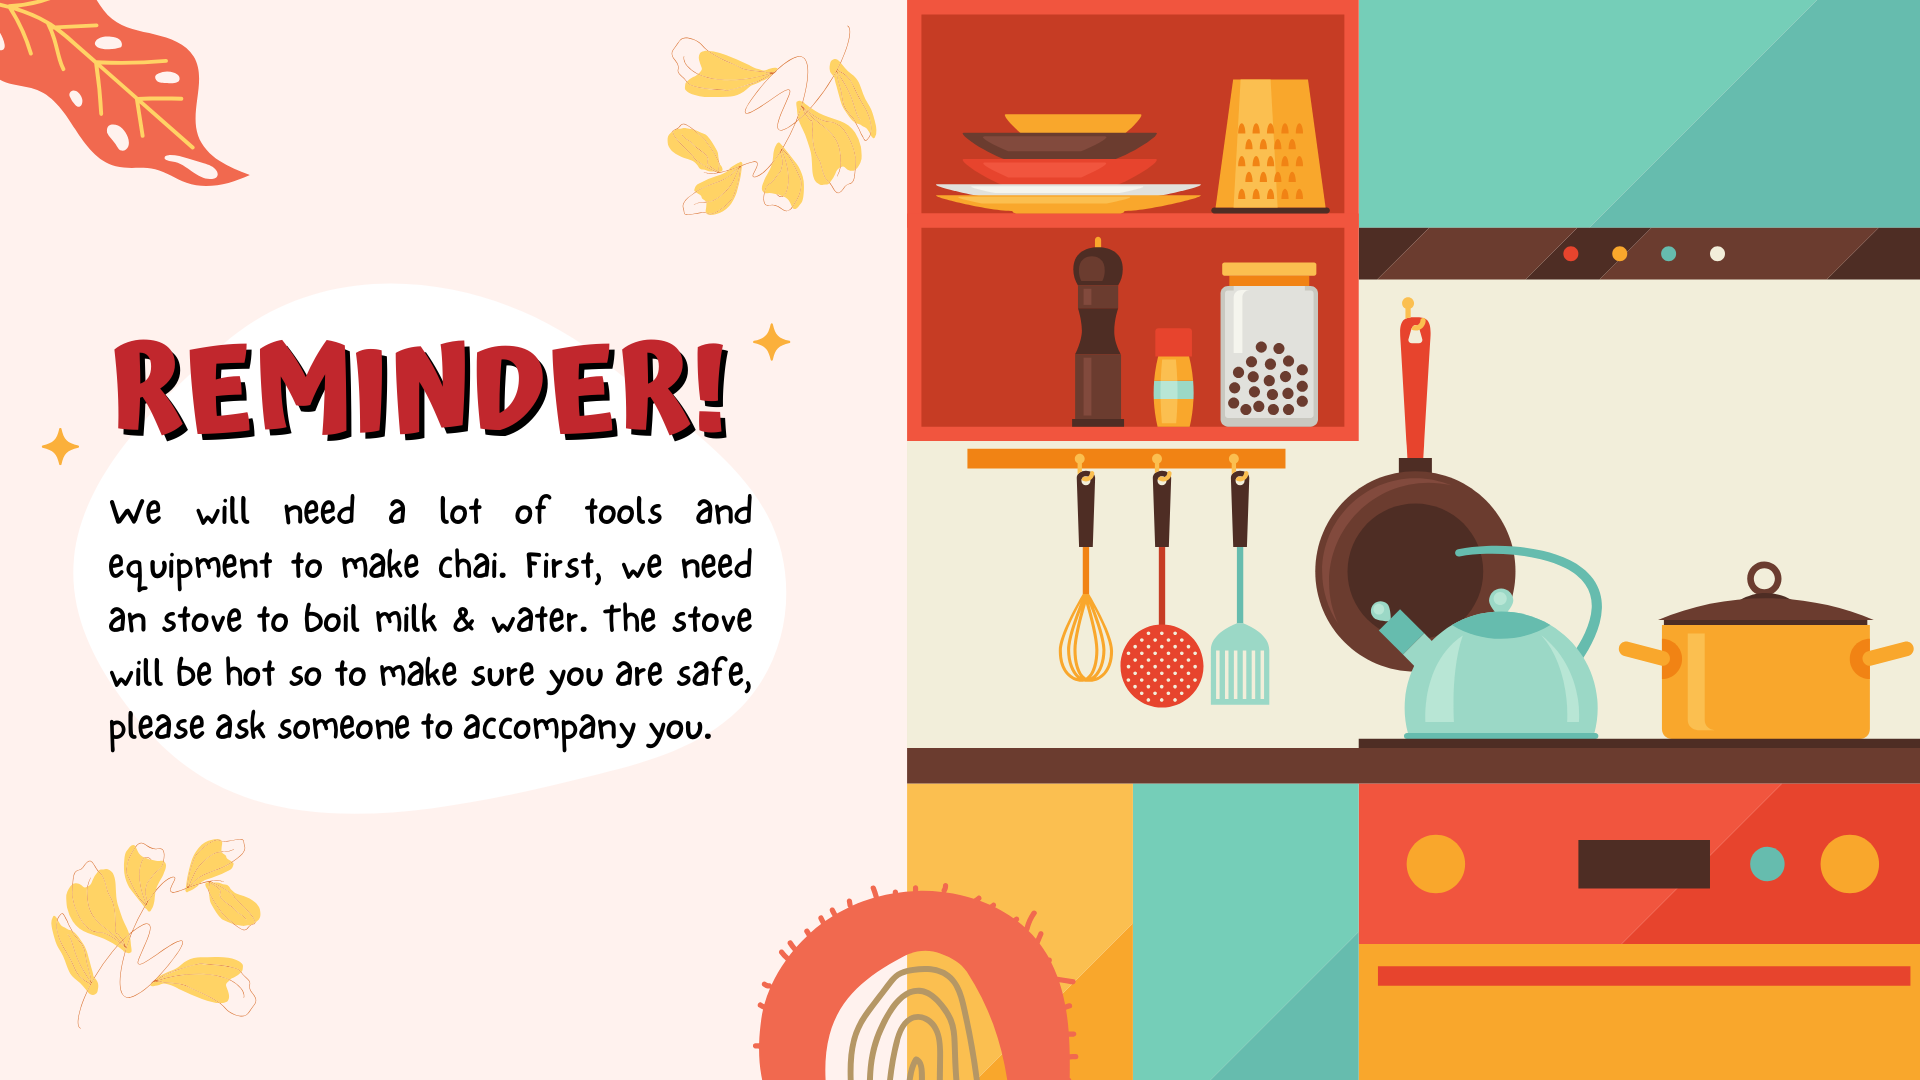 REMINDER!
We will need a lot of tools and
equipment to make chai. First, we need
an stove to boil milk & water. The stove
will be hot so to make sure you are safe,
please ask someone to accompany you.